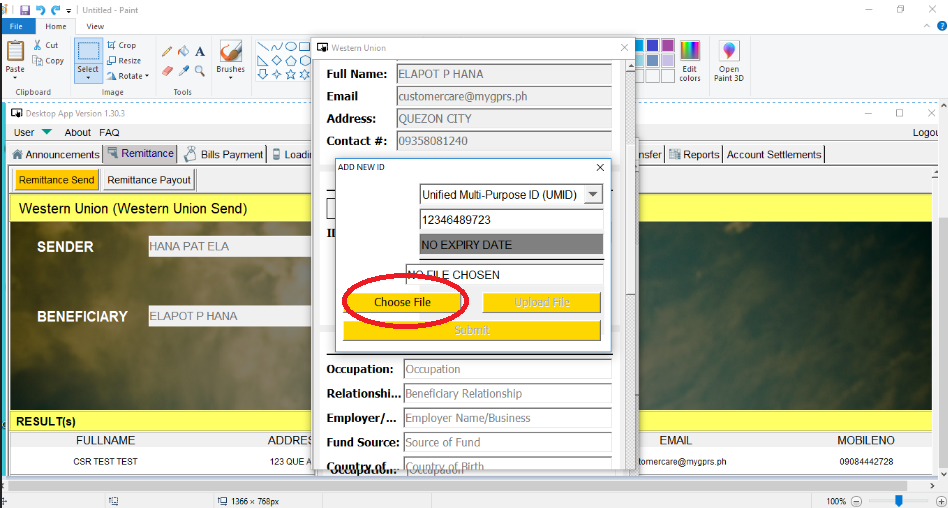 Untitled - Paint
File Home View
Paste
Cut
Copy
Clipboard
Select
Crop
Resize
Rotate
Image
A
Tools
Brushes
Edit colors
Open Paint 3D
Desktop App Version 1.30.3
User About FAQ
Logou
Announcements Remittance Bills Payment Loadin
nsfer Reports Account Settlements
Remittance Send Remittance Payout
Western Union (Western Union Send)
SENDER HANA PAT ELA
BENEFICIARY ELAPOT P HANA
RESULT(s)
FULLNAME ADDRES EMAIL MOBILENO
CSR TEST TEST 123 QUE A tomercare@mygprs.ph 09084442728
Western Union
Full Name: ELAPOT P HANA
Email customercare@mygprs.ph
Address: QUEZON CITY
Contact #: 09358081240
ADD NEW ID
Unified Multi-Purpose ID (UMID)
12346489723
NO EXPIRY DATE
NO FILE CHOSEN
Choose File Upload File
Submit
Occupation: Occupation
Relationshi... Beneficiary Relationship
Employer/... Employer Name/Business
Fund Source: Source of Fund
Country of... Country of Birth
Occupation: Occupation
1366 × 768px
100%